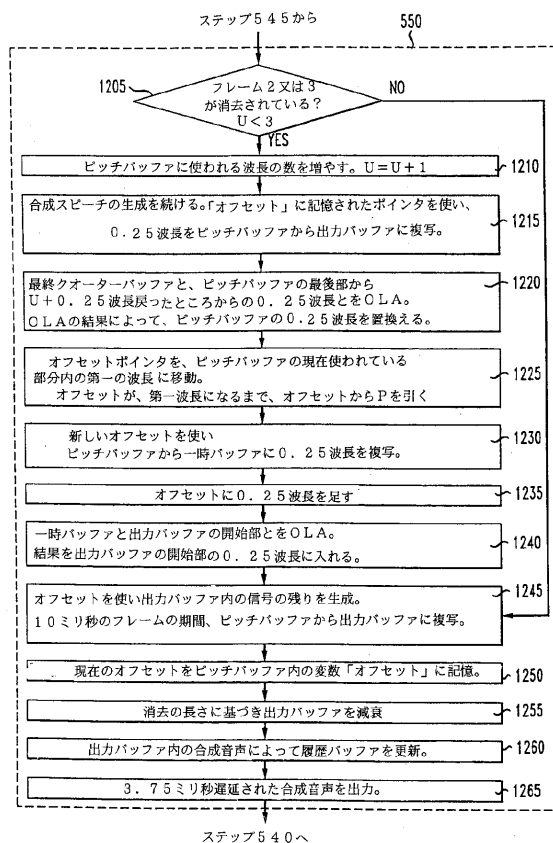 ステップ545から
550
1205
フレーム2又は3
が消去されている?
U<3
NO
YES
ピッチバッファに使われる波長の数を増やす。U=U+1
1210
合成スピーチの生成を続ける。「オフセット」に記憶されたポインタを使い、
0.25波長をピッチバッファから出力バッファに複写。
1215
最終クオーターバッファと、ピッチバッファの最後部から
U+0.25波長戻ったところからの0.25波長とをOLA。
OLAの結果によって、ピッチバッファの0.25波長を置換える。
1220
オフセットポインタを、ピッチバッファの現在使われている
部分内の第一の波長に移動。
オフセットが、第一波長になるまで、オフセットからPを引く
1225
新しいオフセットを使い
ピッチバッファから一時バッファに0.25波長を複写。
1230
オフセットに0.25波長を足す
1235
一時バッファと出力バッファの開始部とをOLA。
結果を出力バッファの開始部の0.25波長に入れる。
1240
オフセットを使い出力バッファ内の信号の残りを生成。
10ミリ秒のフレームの期間、ピッチバッファから出力バッファに複写。
1245
現在のオフセットをピッチバッファ内の変数「オフセット」に記憶。
1250
消去の長さに基づき出力バッファを減衰
1255
出力バッファ内の合成音声によって履歴バッファを更新。
1260
3.75ミリ秒遅延された合成音声を出力。
1265
ステップ540へ